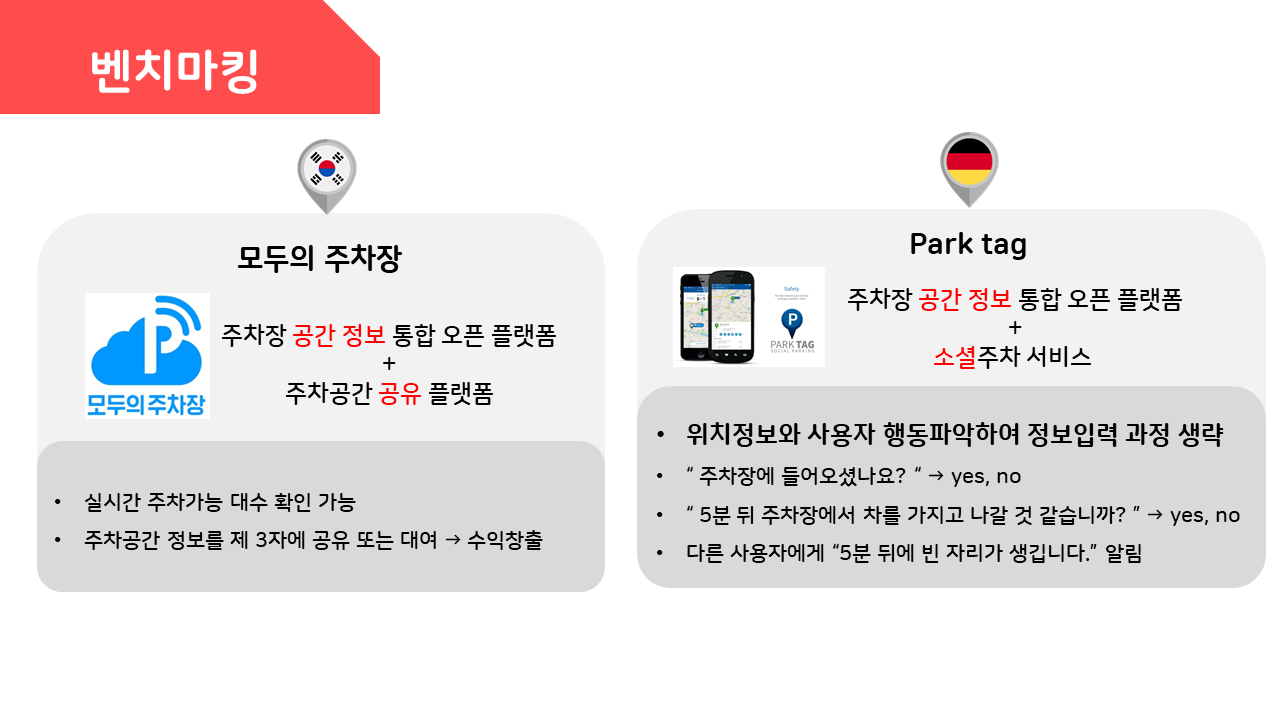 벤치마킹
모두의 주차장
모두의 주차장
주차장 공간 정보 통합 오픈 플랫폼
+
주차공간 공유 플랫폼
• 실시간 주차가능 대수 확인 가능
• 주차공간 정보를 제 3자에 공유 또는 대여 → 수익창출
Park tag
Safety
PARK TAG
SOCIAL PARKING
주차장 공간 정보 통합 오픈 플랫폼
+
소셜주차 서비스
• 위치정보와 사용자 행동파악하여 정보입력 과정 생략
• “ 주차장에 들어오셨나요? “ → yes, no
• “ 5분 뒤 주차장에서 차를 가지고 나갈 것 같습니까? ” → yes, no
• 다른 사용자에게 “5분 뒤에 빈 자리가 생깁니다.” 알림